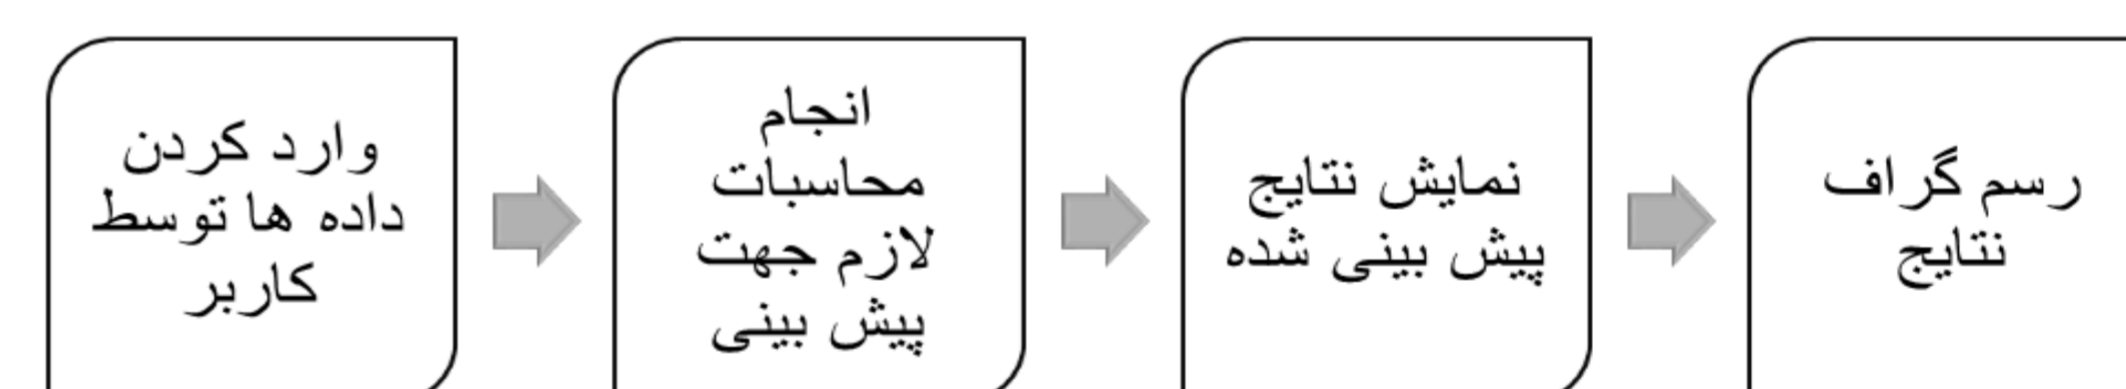 وارد کردن
داده ها توسط
کاربر
انجام
محاسبات
لازم جهت
پیش بینی
نمایش نتایج
پیش بینی شده
رسم گراف
نتایج